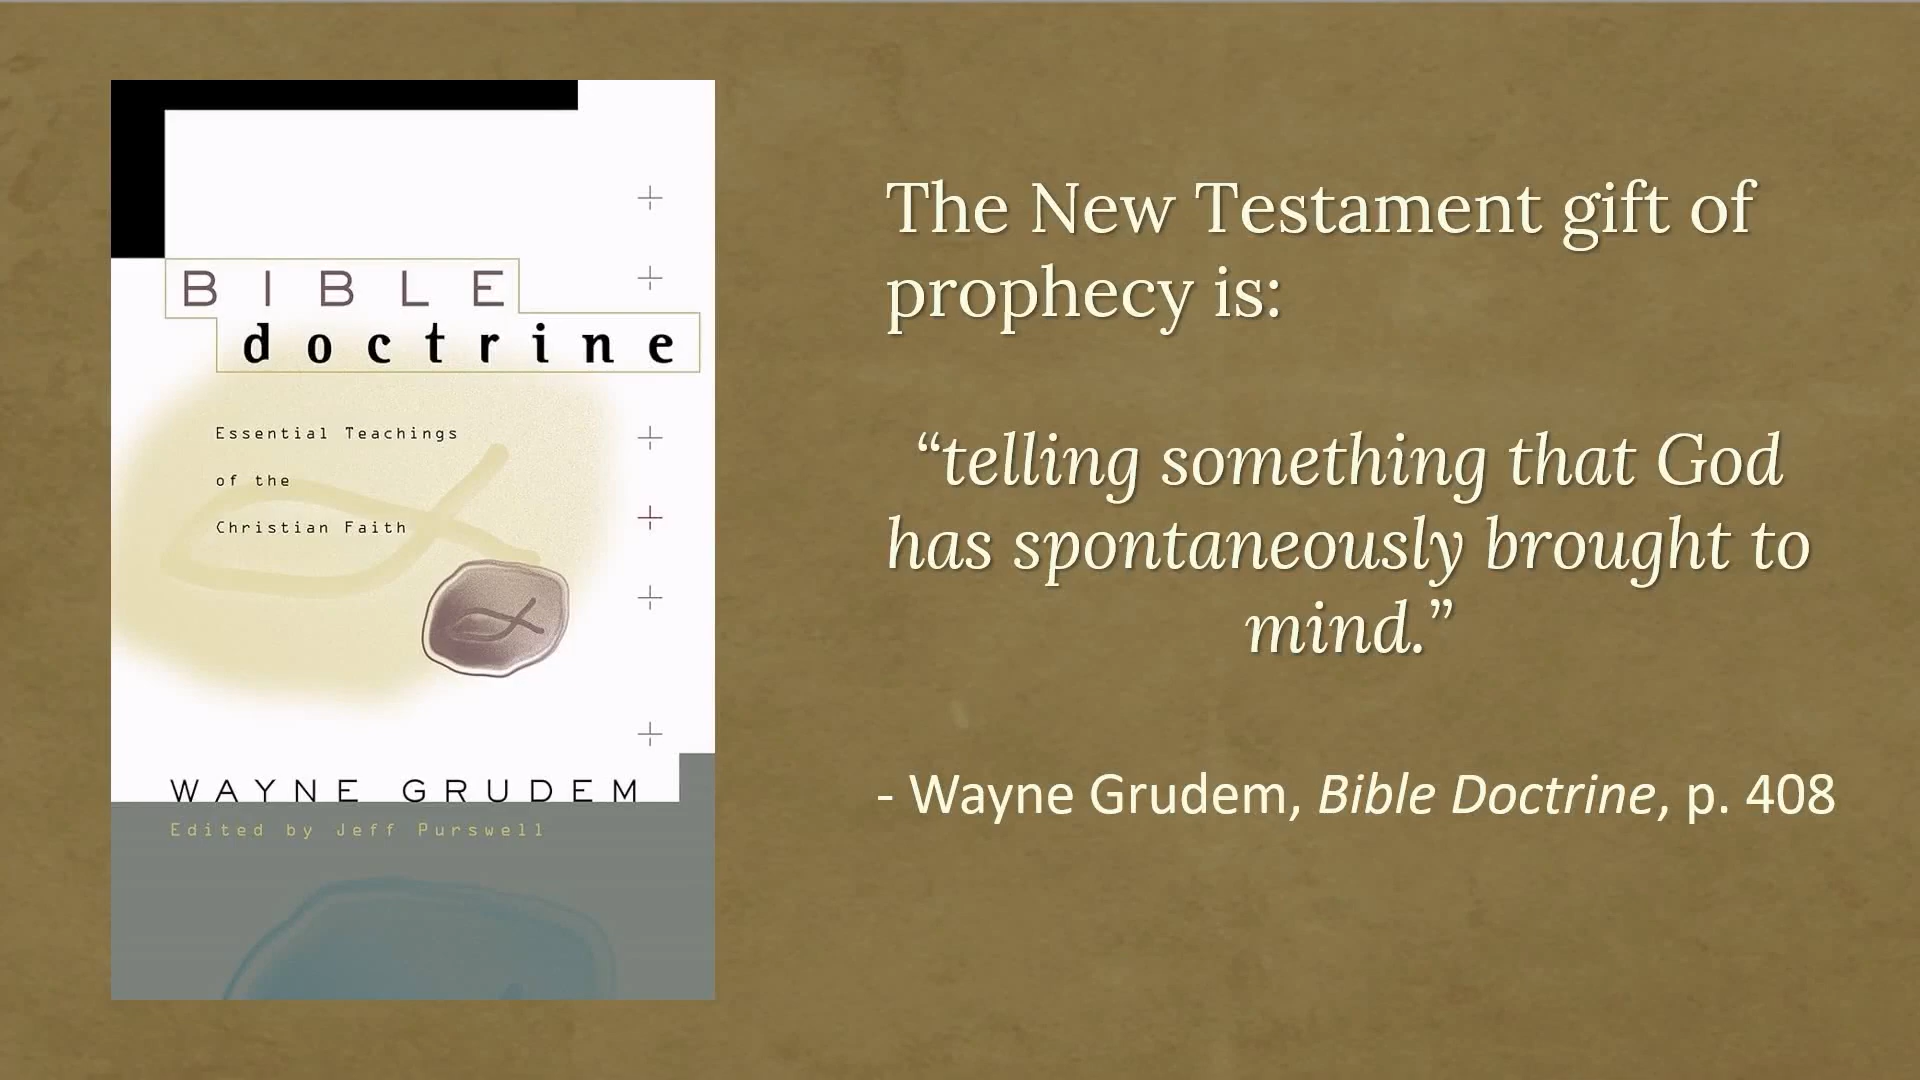 BIBLE
doctrine
Essential Teachings
of the
Christian Faith
WAYNE GRUDEM
Edited by Jeff Purswell
The New Testament gift of
prophecy is:
“telling something that God
has spontaneously brought to
mind.”
- Wayne Grudem, Bible Doctrine, p. 408